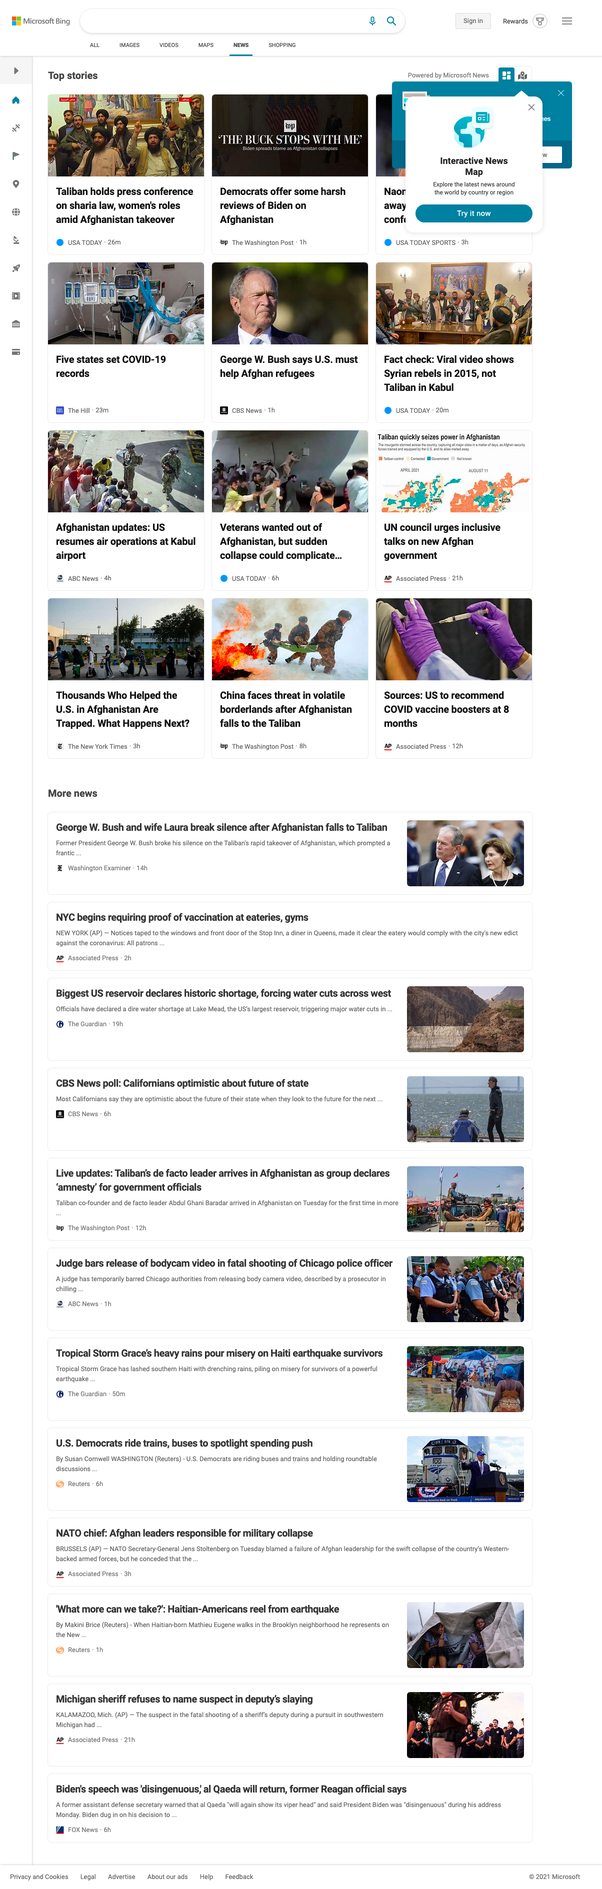 Microsoft Bing
Sign in
Rewards
ALL
IMAGES
VIDEOS
MAPS
NEWS
SHOPPING
Top stories
Powered by Microsoft News
Interactive News
Map
Explore the latest news around
the world by country or region
Try it now
Taliban holds press conference
on sharia law, women's roles
amid Afghanistan takeover
USA TODAY · 26m
wp
'THE BUCK STOPS WITH ME'
Biden spreads blame as Afghanistan collapses
Democrats offer some harsh
reviews of Biden on
Afghanistan
The Washington Post · 1h
Naon
away
confe
USA TODAY SPORTS · 3h
Five states set COVID-19
records
The Hill · 23m
George W. Bush says U.S. must
help Afghan refugees
CBS News · 1h
Fact check: Viral video shows
Syrian rebels in 2015, not
Taliban in Kabul
USA TODAY · 20m
Afghanistan updates: US
resumes air operations at Kabul
airport
ABC News · 4h
Veterans wanted out of
Afghanistan, but sudden
collapse could complicate...
USA TODAY · 6h
Taliban quickly seizes power in Afghanistan
Taliban control
Contested
Government
Not known
APRIL 2021
AUGUST 11
UN council urges inclusive
talks on new Afghan
government
AP Associated Press · 21h
Thousands Who Helped the
U.S. in Afghanistan Are
Trapped. What Happens Next?
The New York Times · 3h
China faces threat in volatile
borderlands after Afghanistan
falls to the Taliban
wp The Washington Post · 8h
Sources: US to recommend
COVID vaccine boosters at 8
months
AP Associated Press · 12h
More news
George W. Bush and wife Laura break silence after Afghanistan falls to Taliban
Former President George W. Bush broke his silence on the Taliban's rapid takeover of Afghanistan, which prompted a
frantic ...
Washington Examiner · 14h
NYC begins requiring proof of vaccination at eateries, gyms
NEW YORK (AP) — Notices taped to the windows and front door of the Stop Inn, a diner in Queens, made it clear the eatery would comply with the city's new edict
against the coronavirus: All patrons ...
AP Associated Press · 2h
Biggest US reservoir declares historic shortage, forcing water cuts across west
Officials have declared a dire water shortage at Lake Mead, the US's largest reservoir, triggering major water cuts in ...
The Guardian · 19h
CBS News poll: Californians optimistic about future of state
Most Californians say they are optimistic about the future of their state when they look to the future for the next ...
CBS News · 6h
Live updates: Taliban's de facto leader arrives in Afghanistan as group declares
'amnesty' for government officials
Taliban co-founder and de facto leader Abdul Ghani Baradar arrived in Afghanistan on Tuesday for the first time in more
...
wp The Washington Post · 12h
Judge bars release of bodycam video in fatal shooting of Chicago police officer
A judge has temporarily barred Chicago authorities from releasing body camera video, described by a prosecutor in
chilling ...
ABC News · 1h
Tropical Storm Grace's heavy rains pour misery on Haiti earthquake survivors
Tropical Storm Grace has lashed southern Haiti with drenching rains, piling on misery for survivors of a powerful
earthquake ...
The Guardian · 50m
U.S. Democrats ride trains, buses to spotlight spending push
By Susan Cornwell WASHINGTON (Reuters) - U.S. Democrats are riding buses and trains and holding roundtable
discussions ...
Reuters · 6h
NATO chief: Afghan leaders responsible for military collapse
BRUSSELS (AP) — NATO Secretary-General Jens Stoltenberg on Tuesday blamed a failure of Afghan leadership for the swift collapse of the country's Western-
backed armed forces, but he conceded that the ...
AP Associated Press · 3h
'What more can we take?': Haitian-Americans reel from earthquake
By Makini Brice (Reuters) - When Haitian-born Mathieu Eugene walks in the Brooklyn neighborhood he represents on
the New ...
Reuters · 1h
Michigan sheriff refuses to name suspect in deputy's slaying
KALAMAZOO, Mich. (AP) — The suspect in the fatal shooting of a sheriff's deputy during a pursuit in southwestern
Michigan had ...
AP Associated Press · 21h
Biden's speech was 'disingenuous,' al Qaeda will return, former Reagan official says
A former assistant defense secretary warned that al Qaeda "will again show its viper head" and said President Biden was "disingenuous" during his address
Monday. Biden dug in on his decision to ...
FOX News · 6h
Privacy and Cookies
Legal
Advertise
About our ads
Help
Feedback
© 2021 Microsoft